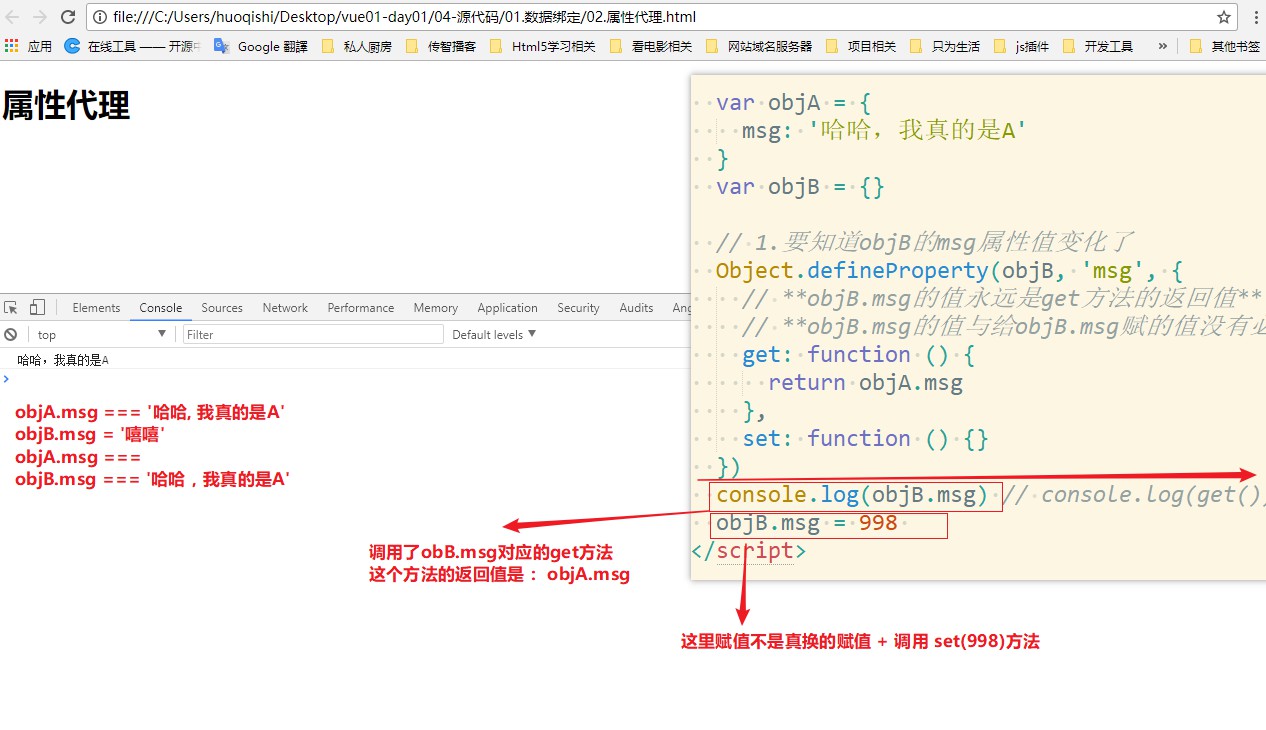 file:///C:/Users/huoqishi/Desktop/vue01-day01/04-源代码/01.数据绑定/02.属性代理.html
应用 在线工具 —— 开源 Google 翻譯 私人厨房 传智播客 Html5学习相关 看电影相关 网站域名服务器 项目相关 只为生活 js插件 开发工具 » 其他书签
属性代理
var objA = {
msg: '哈哈，我真的是A'
}
var objB = {}
// 1.要知道objB的msg属性值变化了
Object.defineProperty(objB, 'msg', {
// **objB.msg的值永远是get方法的返回值**
// **objB.msg的值与给objB.msg赋的值没有必
get: function () {
return objA.msg
},
set: function () {}
})
console.log(objB.msg) // console.log(get())
objB.msg = 998
</script>
Elements Console Sources Network Performance Memory Application Security Audits Ang
top Filter Default levels
哈哈，我真的是A
objA.msg === '哈哈, 我真的是A'
objB.msg = '嘻嘻'
objA.msg ===
objB.msg === '哈哈，我真的是A'
调用了obB.msg对应的get方法
这个方法的返回值是： objA.msg
这里赋值不是真换的赋值 + 调用 set(998)方法